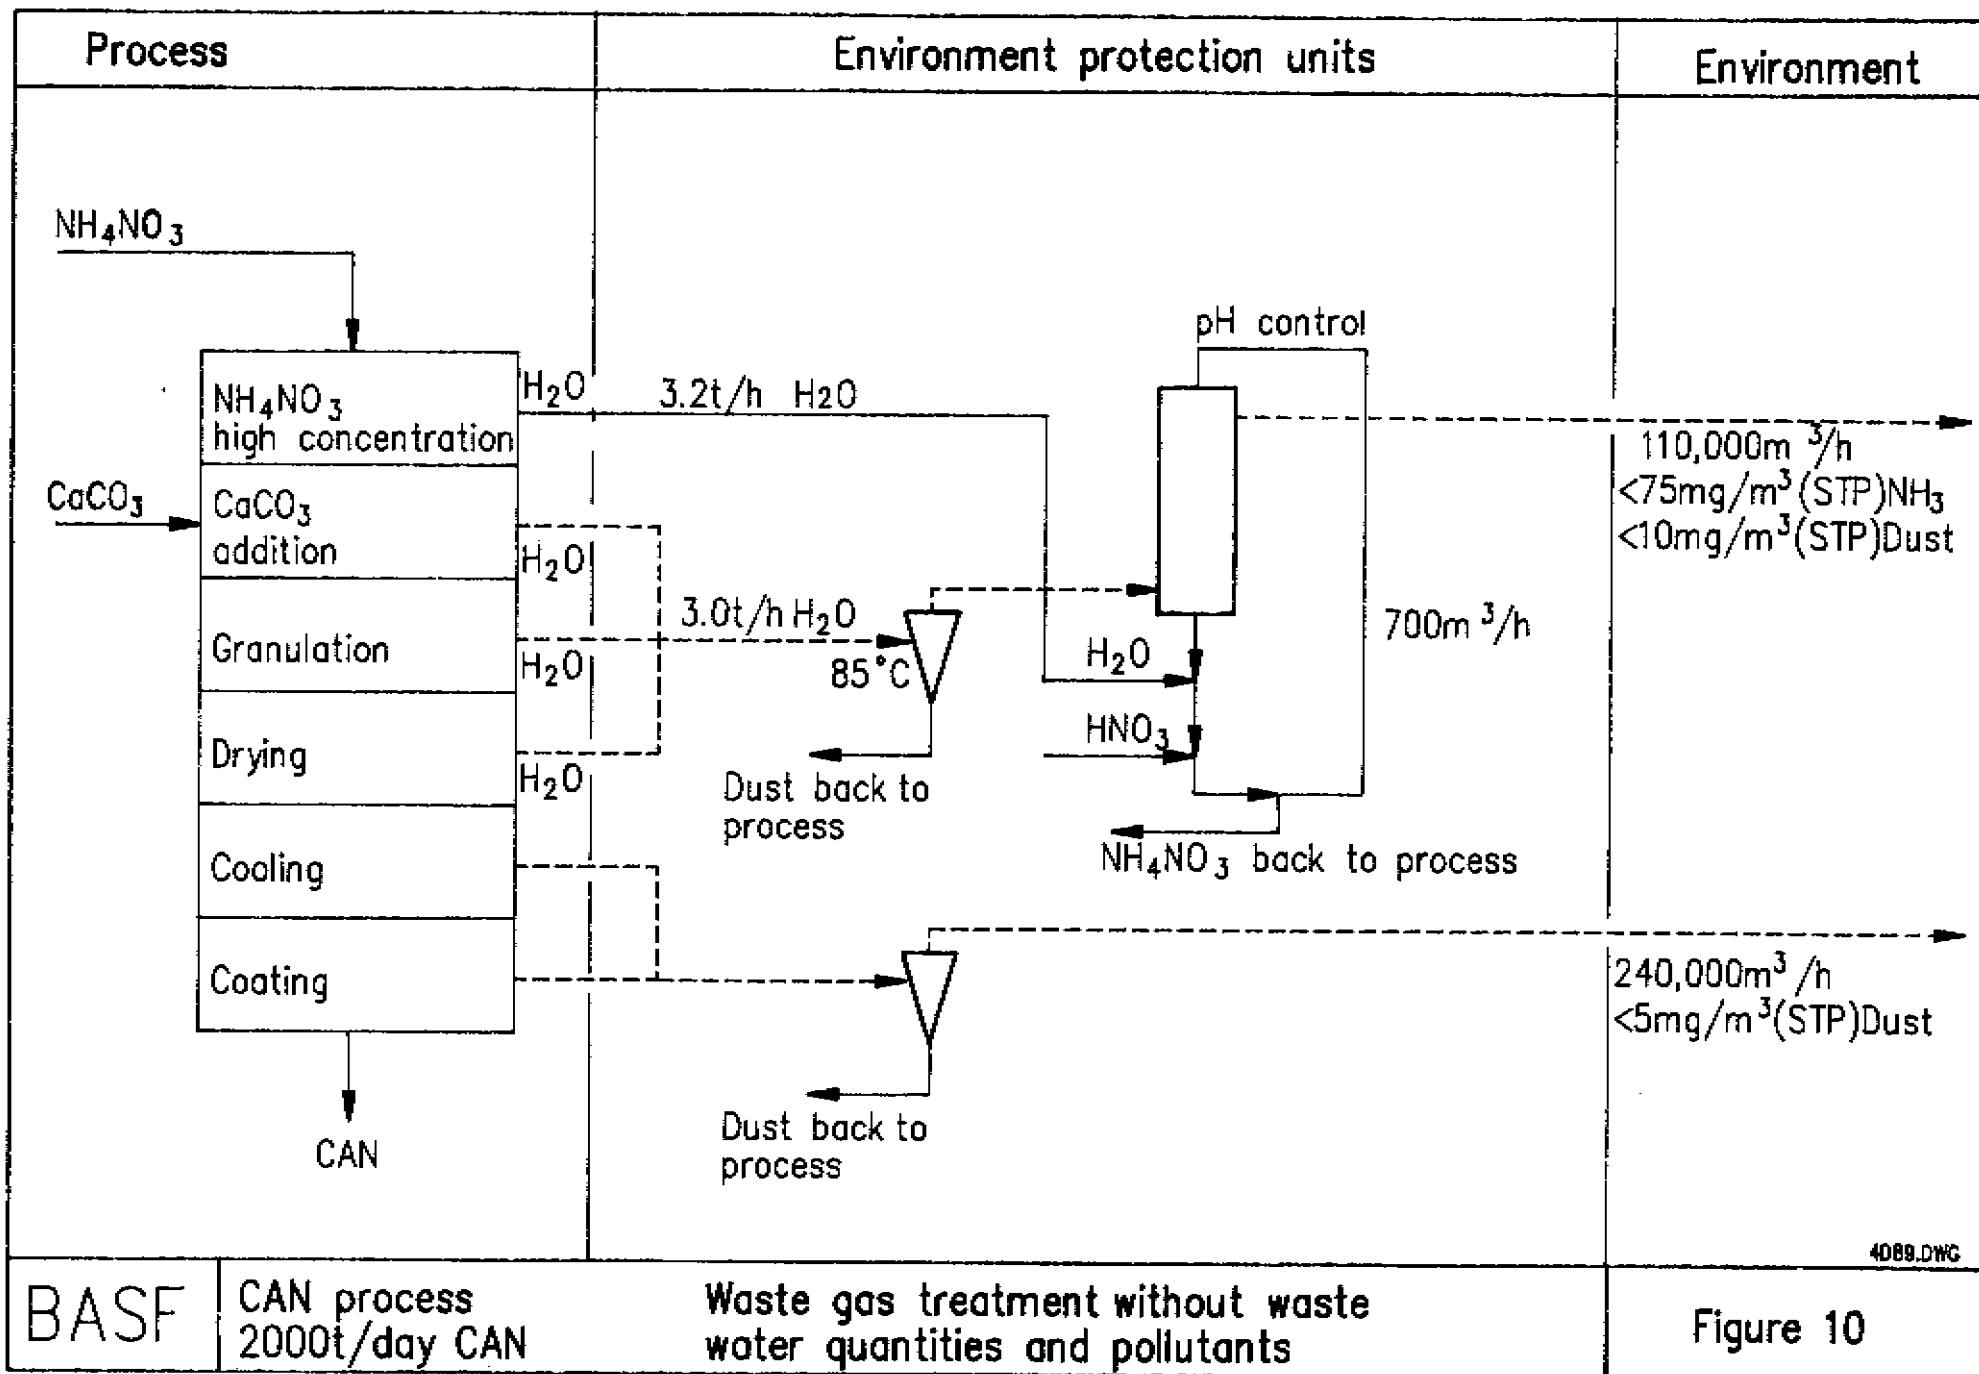 Process
Environment protection units
Environment
NH₄NO₃
pH control
NH₄NO₃
high concentration
H₂O
3.2t/h H2O
110,000m³/h
<75mg/m³(STP)NH₃
<10mg/m³(STP)Dust
CaCO₃
CaCO₃
addition
H₂O
Granulation
3.0t/h H₂O
85°C
H₂O
H₂O
700m³/h
Drying
H₂O
HNO₃
Dust back to
process
NH₄NO₃ back to process
Cooling
Coating
240,000m³/h
<5mg/m³(STP)Dust
Dust back to
process
CAN
4089.DWG
BASF
CAN process
2000t/day CAN
Waste gas treatment without waste
water quantities and pollutants
Figure 10